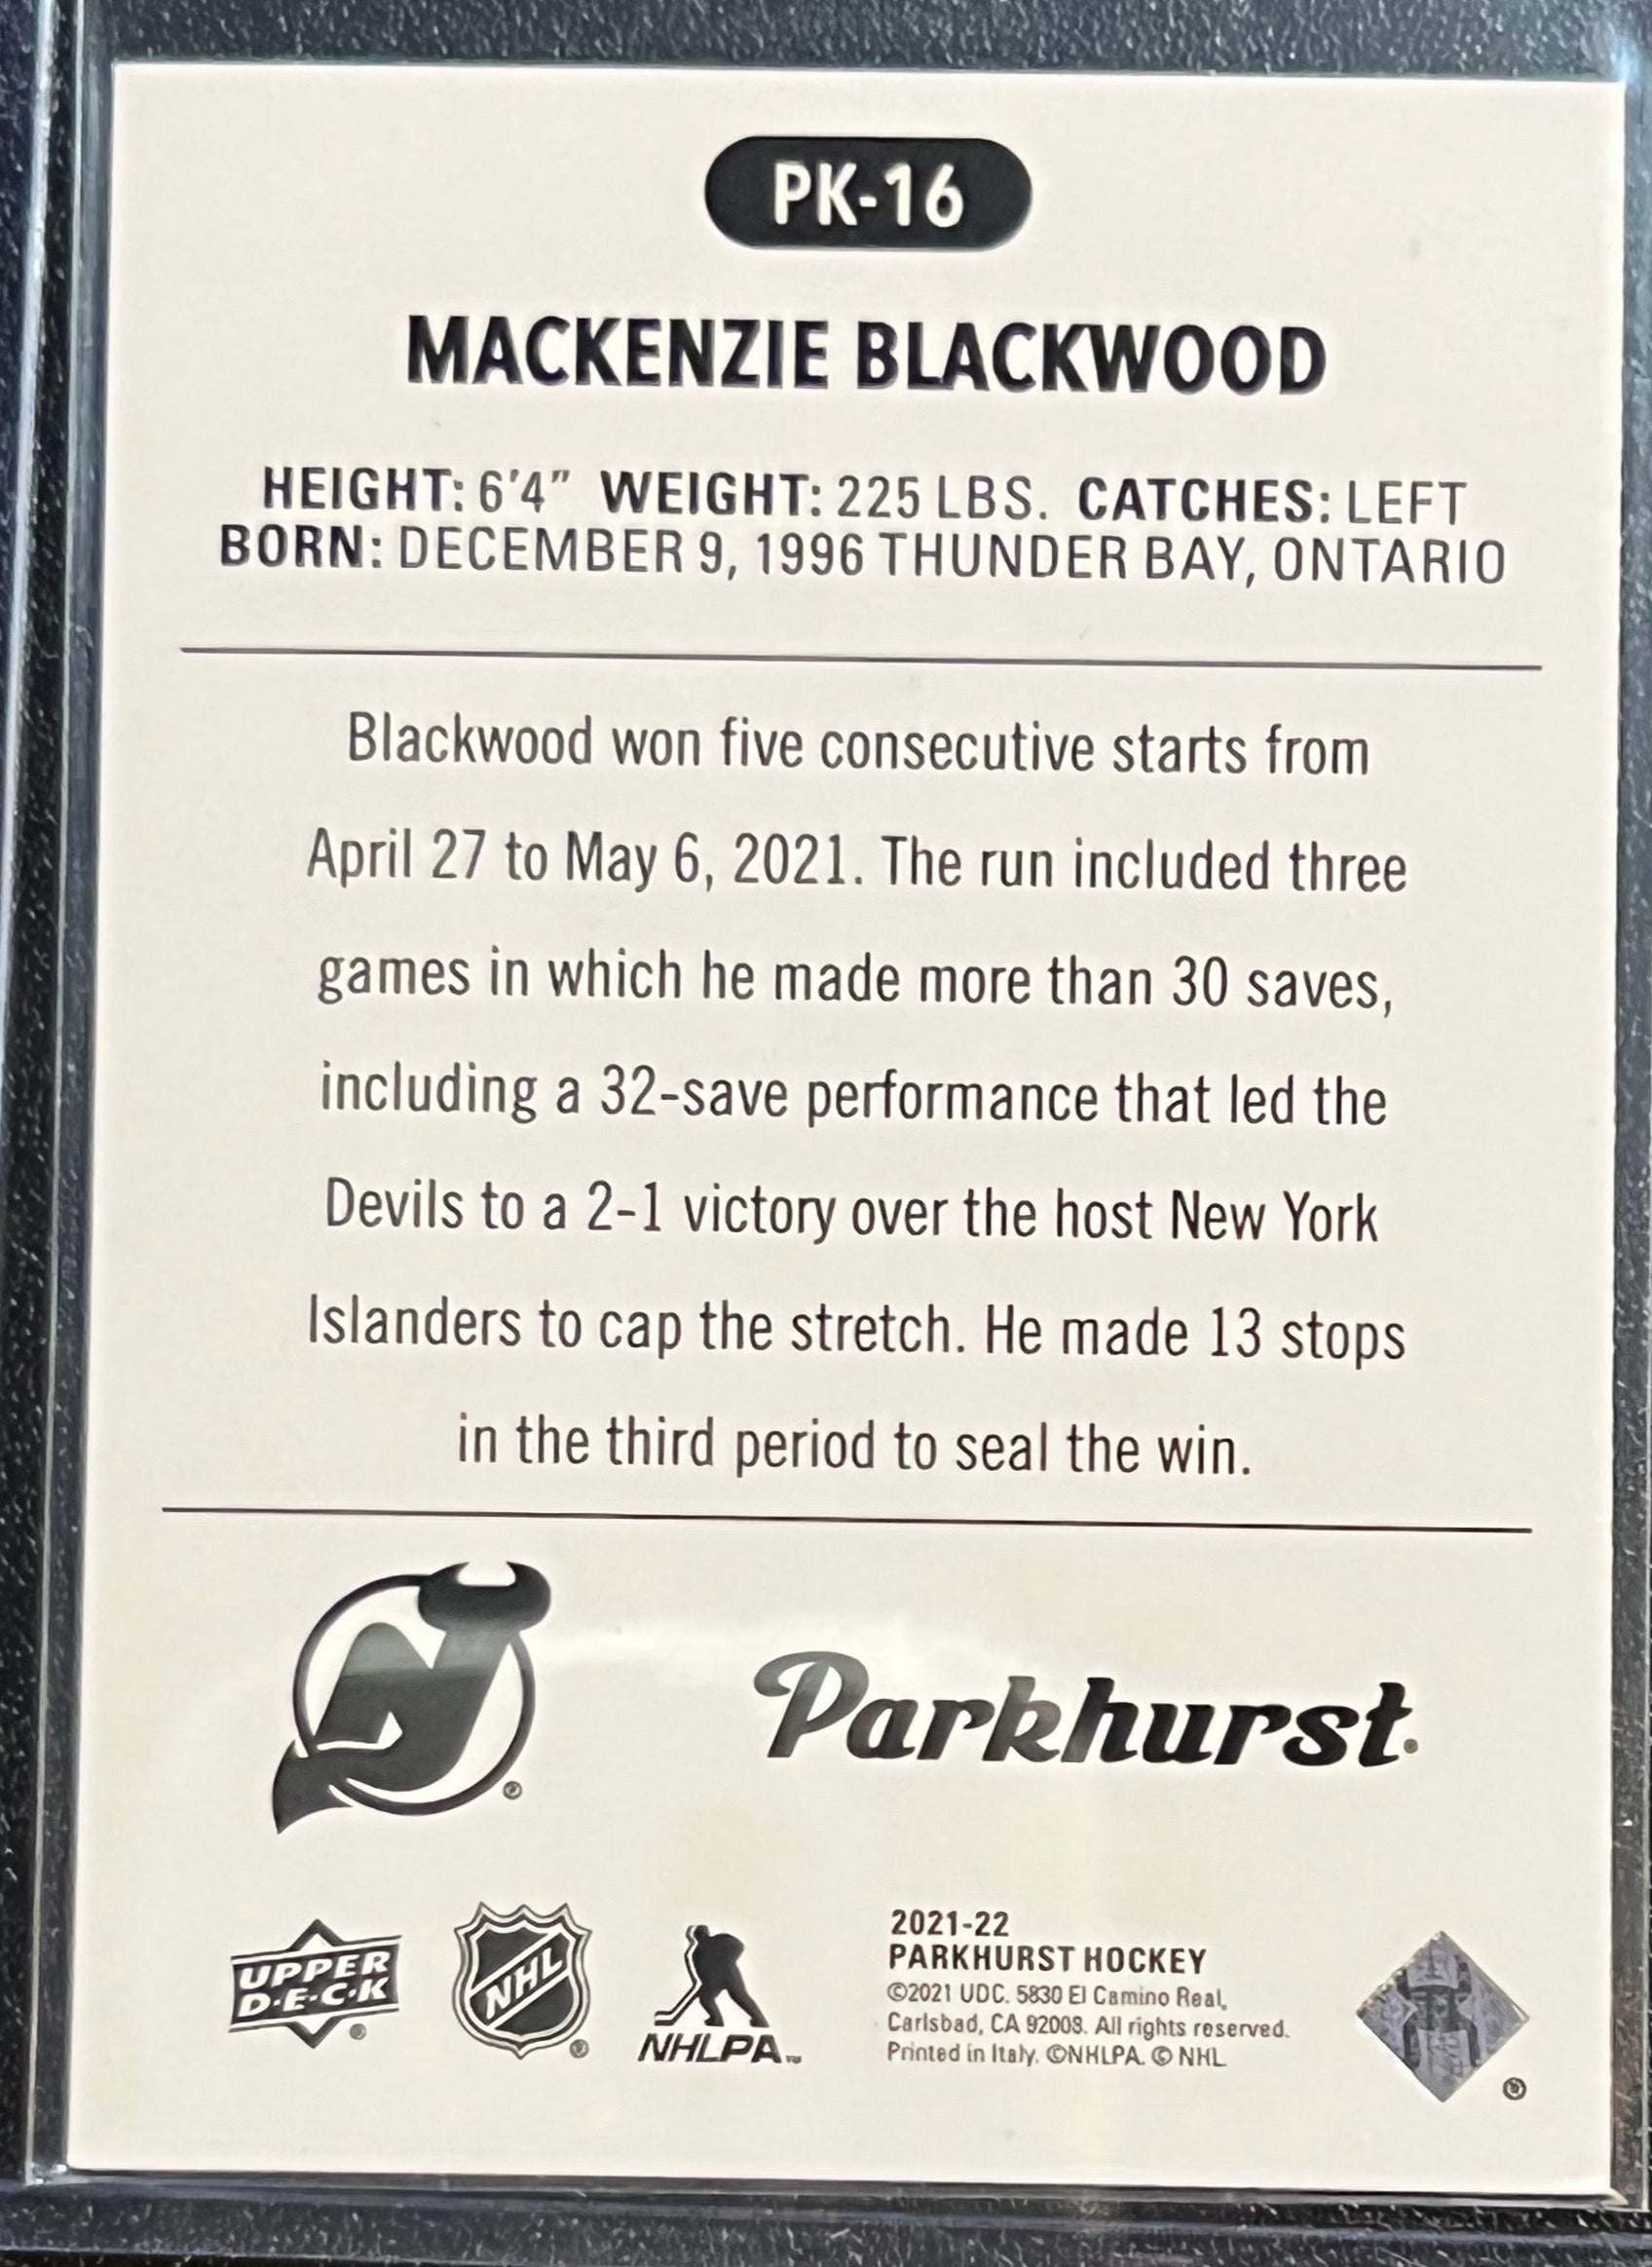 PK-16
MACKENZIE BLACKWOOD
HEIGHT: 6'4" WEIGHT: 225 LBS. CATCHES: LEFT
BORN: DECEMBER 9, 1996 THUNDER BAY, ONTARIO
Blackwood won five consecutive starts from
April 27 to May 6, 2021. The run included three
games in which he made more than 30 saves,
including a 32-save performance that led the
Devils to a 2-1 victory over the host New York
Islanders to cap the stretch. He made 13 stops
in the third period to seal the win.
NJ®
Parkhurst®
UPPER
D·E·C·K®
NHL®
NHLPA™
2021-22
PARKHURST HOCKEY
©2021 UDC. 5830 El Camino Real,
Carlsbad, CA 92008. All rights reserved.
Printed in Italy. ©NHLPA. © NHL
®